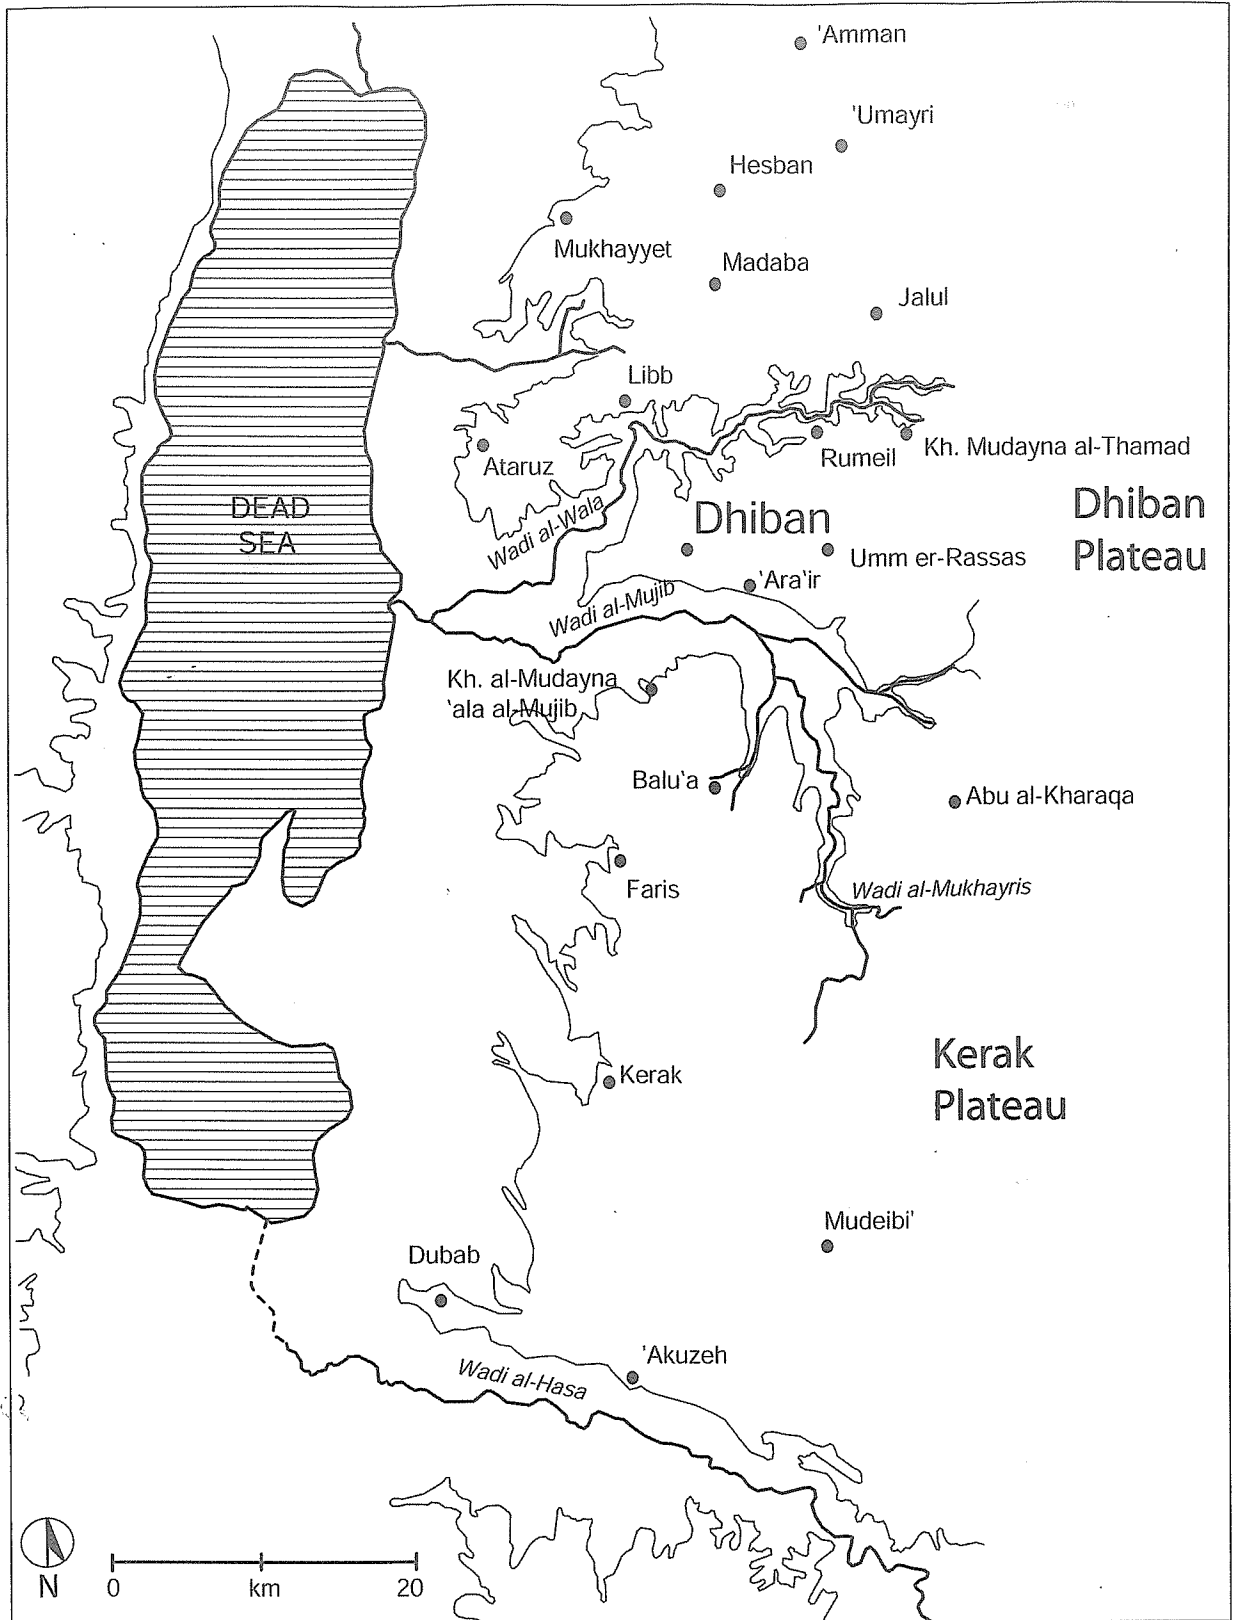 'Amman
'Umayri
Hesban
Mukhayyet
Madaba
Jalul
Libb
Ataruz
Rumeil
Kh. Mudayna al-Thamad
DEAD
SEA
Wadi al-Wala
Dhiban
Dhiban
Plateau
Umm er-Rassas
'Ara'ir
Wadi al-Mujib
Kh. al-Mudayna
'ala al-Mujib
Balu'a
Abu al-Kharaqa
Faris
Wadi al-Mukhayris
Kerak
Kerak
Plateau
Mudeibi'
Dubab
'Akuzeh
Wadi al-Hasa
N
0 km 20